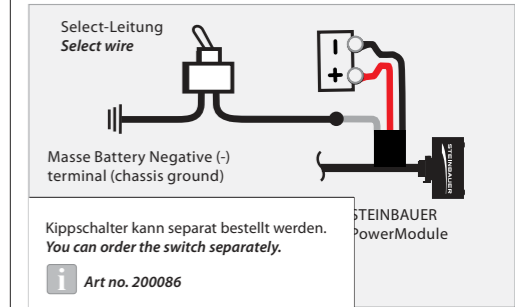 Select-Leitung
Select wire
-
+
STEINBAUER
Masse Battery Negative (-)
terminal (chassis ground)
STEINBAUER
PowerModule
Kippschalter kann separat bestellt werden.
You can order the switch separately.
i
Art no. 200086